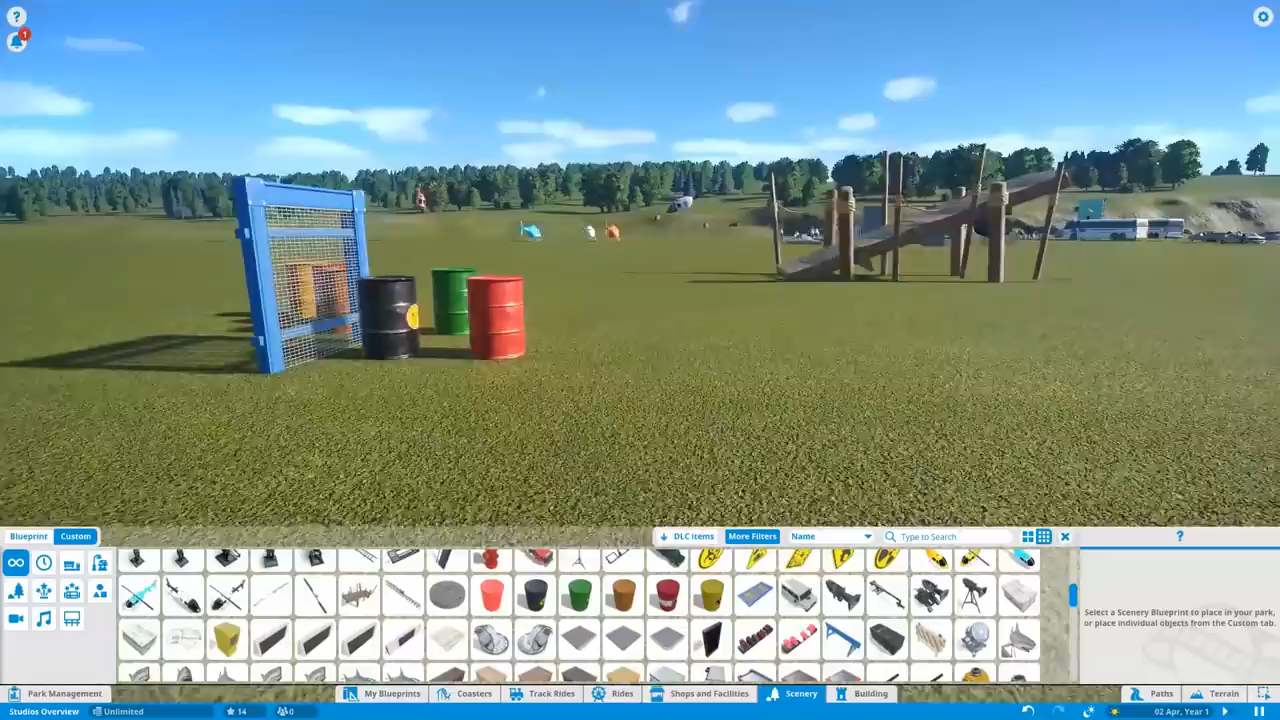 ?
1
Blueprint
Custom
DLC items
More Filters
Name
Type to Search
?
Select a Scenery Blueprint to place in your park,
or place individual objects from the Custom tab.
Park Management
My Blueprints
Coasters
Track Rides
Rides
Shops and Facilities
Scenery
Building
Paths
Terrain
Studios Overview
Unlimited
14
0
02 Apr, Year 1